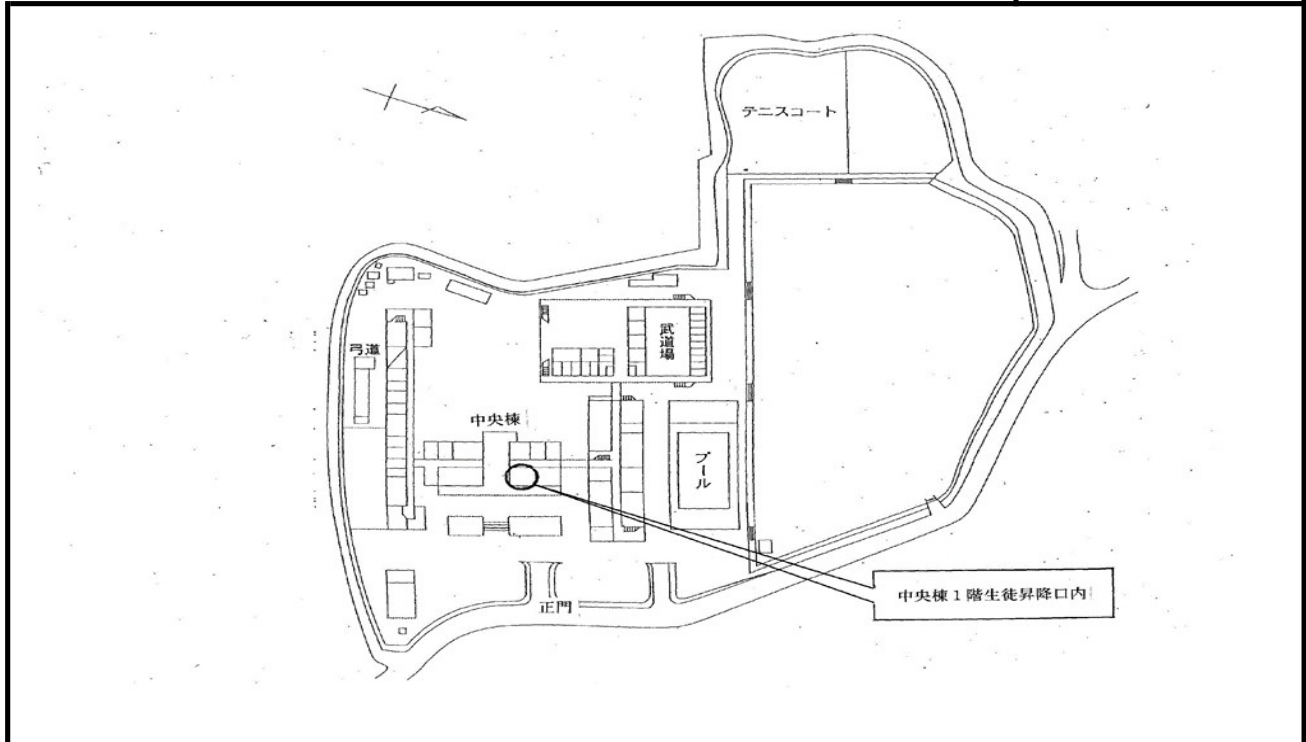 テニスコート
武道場
弓道
中央棟
プール
中央棟１階生徒昇降口内
正門